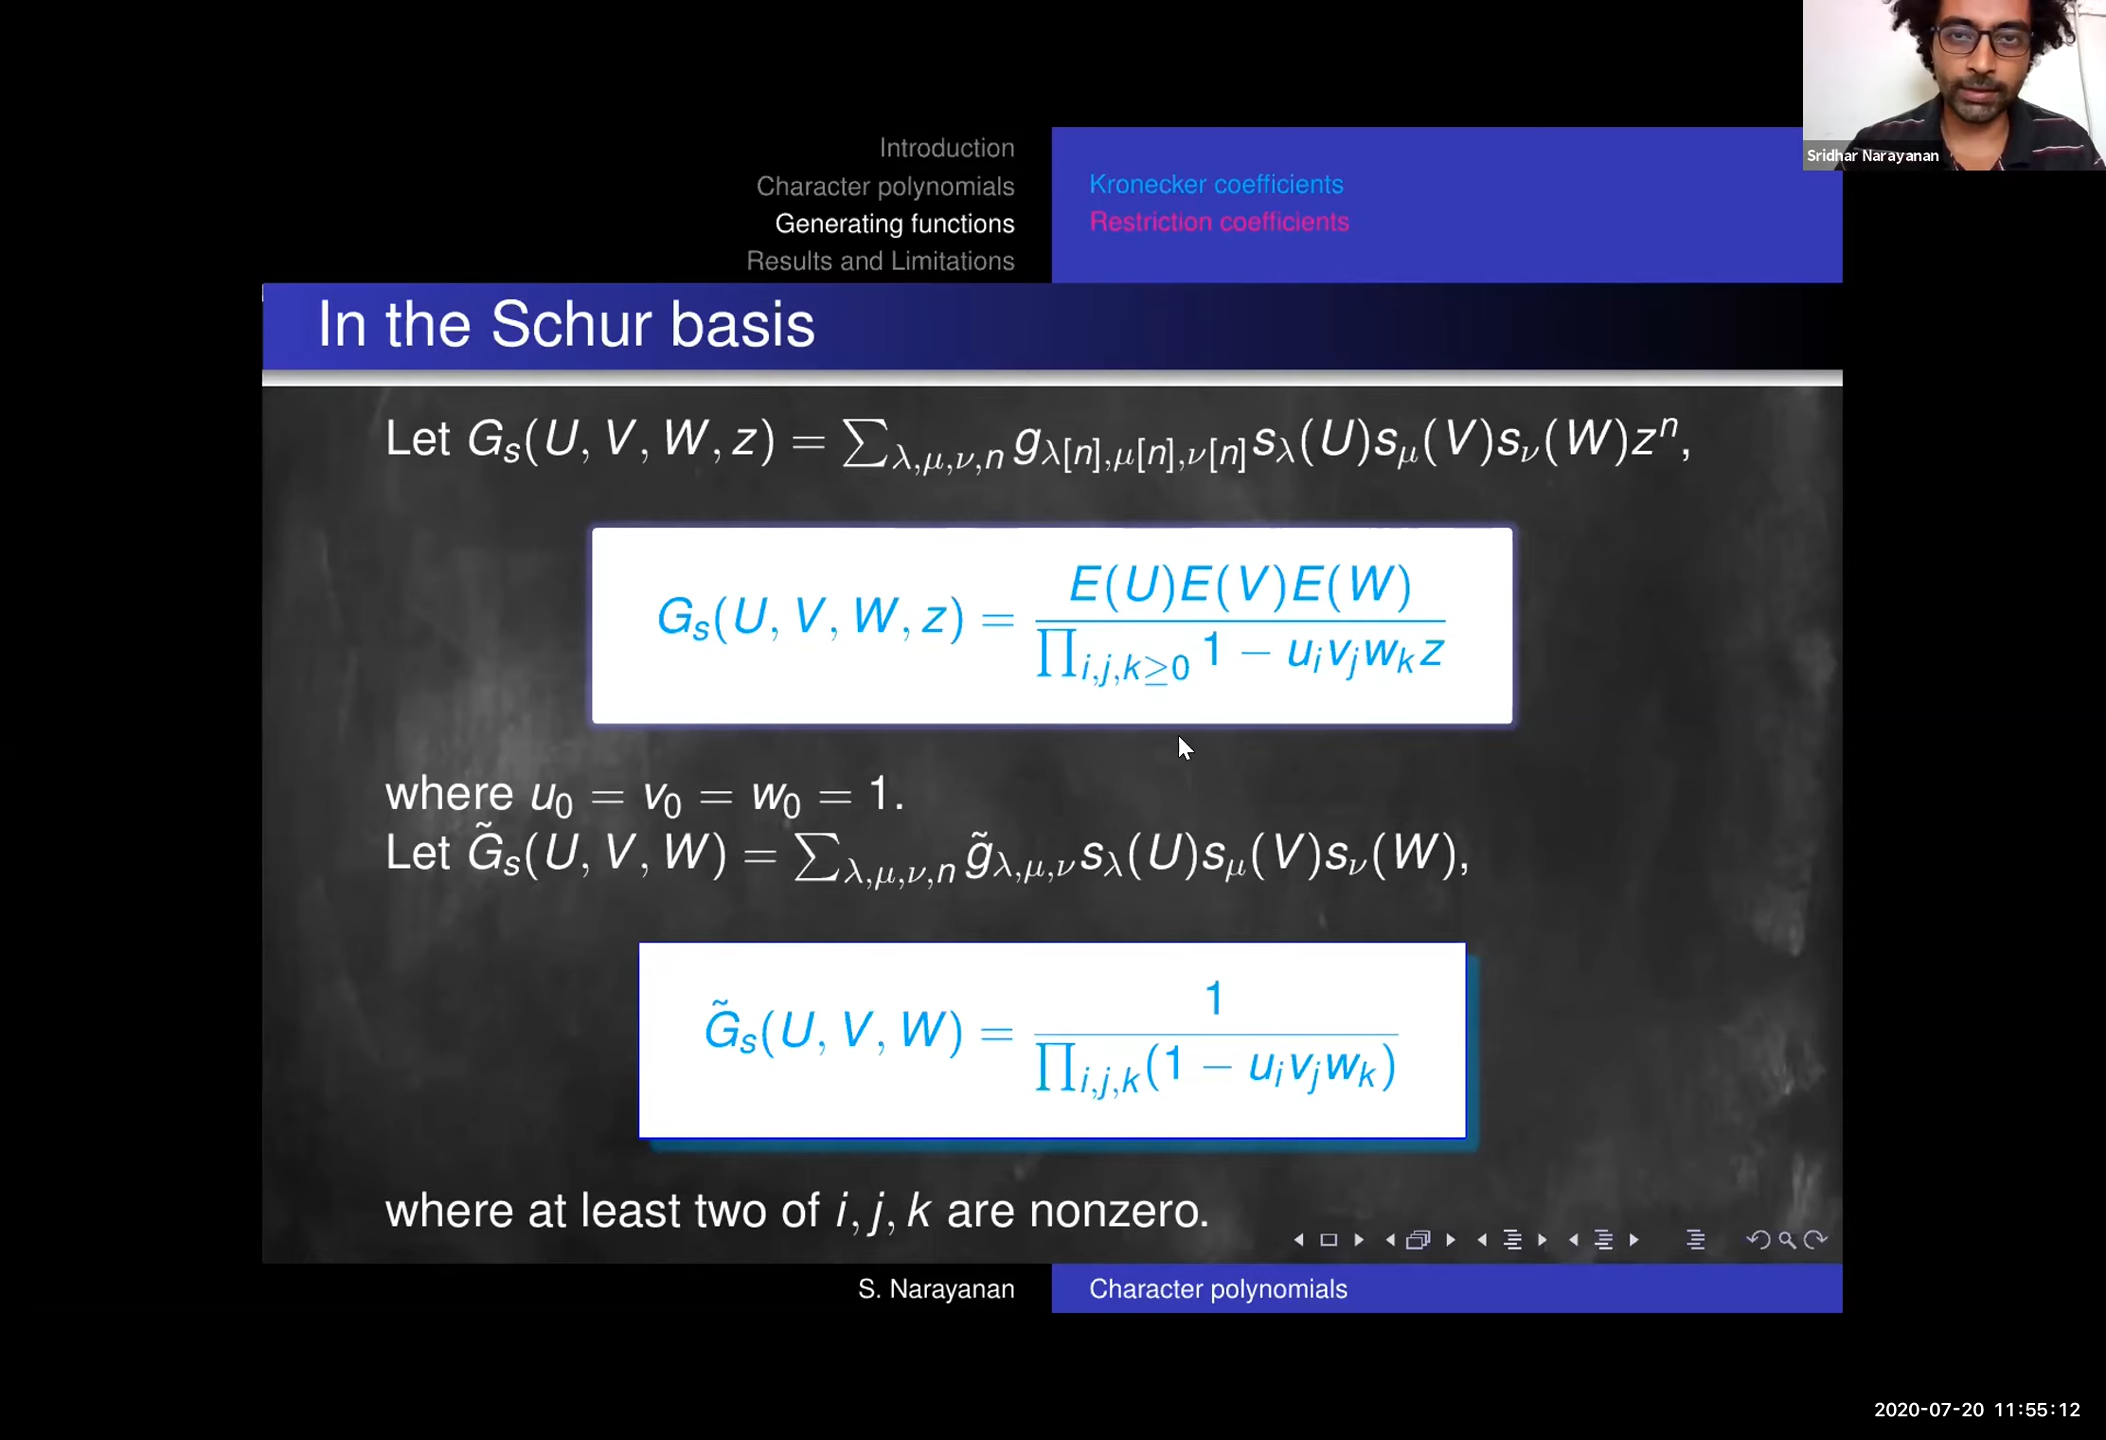 Introduction
Character polynomials
Generating functions
Results and Limitations
Kronecker coefficients
Restriction coefficients
Sridhar Narayanan
In the Schur basis
Let G_s(U, V, W, z) = ∑_{λ,μ,ν,n} g_{λ[n],μ[n],ν[n]} s_λ(U) s_μ(V) s_ν(W) z^n,
G_s(U, V, W, z) = \frac{E(U)E(V)E(W)}{∏_{i,j,k≥0} 1 − u_i v_j w_k z}
where u_0 = v_0 = w_0 = 1.
Let G̃_s(U, V, W) = ∑_{λ,μ,ν,n} g̃_{λ,μ,ν} s_λ(U) s_μ(V) s_ν(W),
G̃_s(U, V, W) = \frac{1}{∏_{i,j,k} (1 − u_i v_j w_k)}
where at least two of i, j, k are nonzero.
S. Narayanan
Character polynomials
2020-07-20 11:55:12